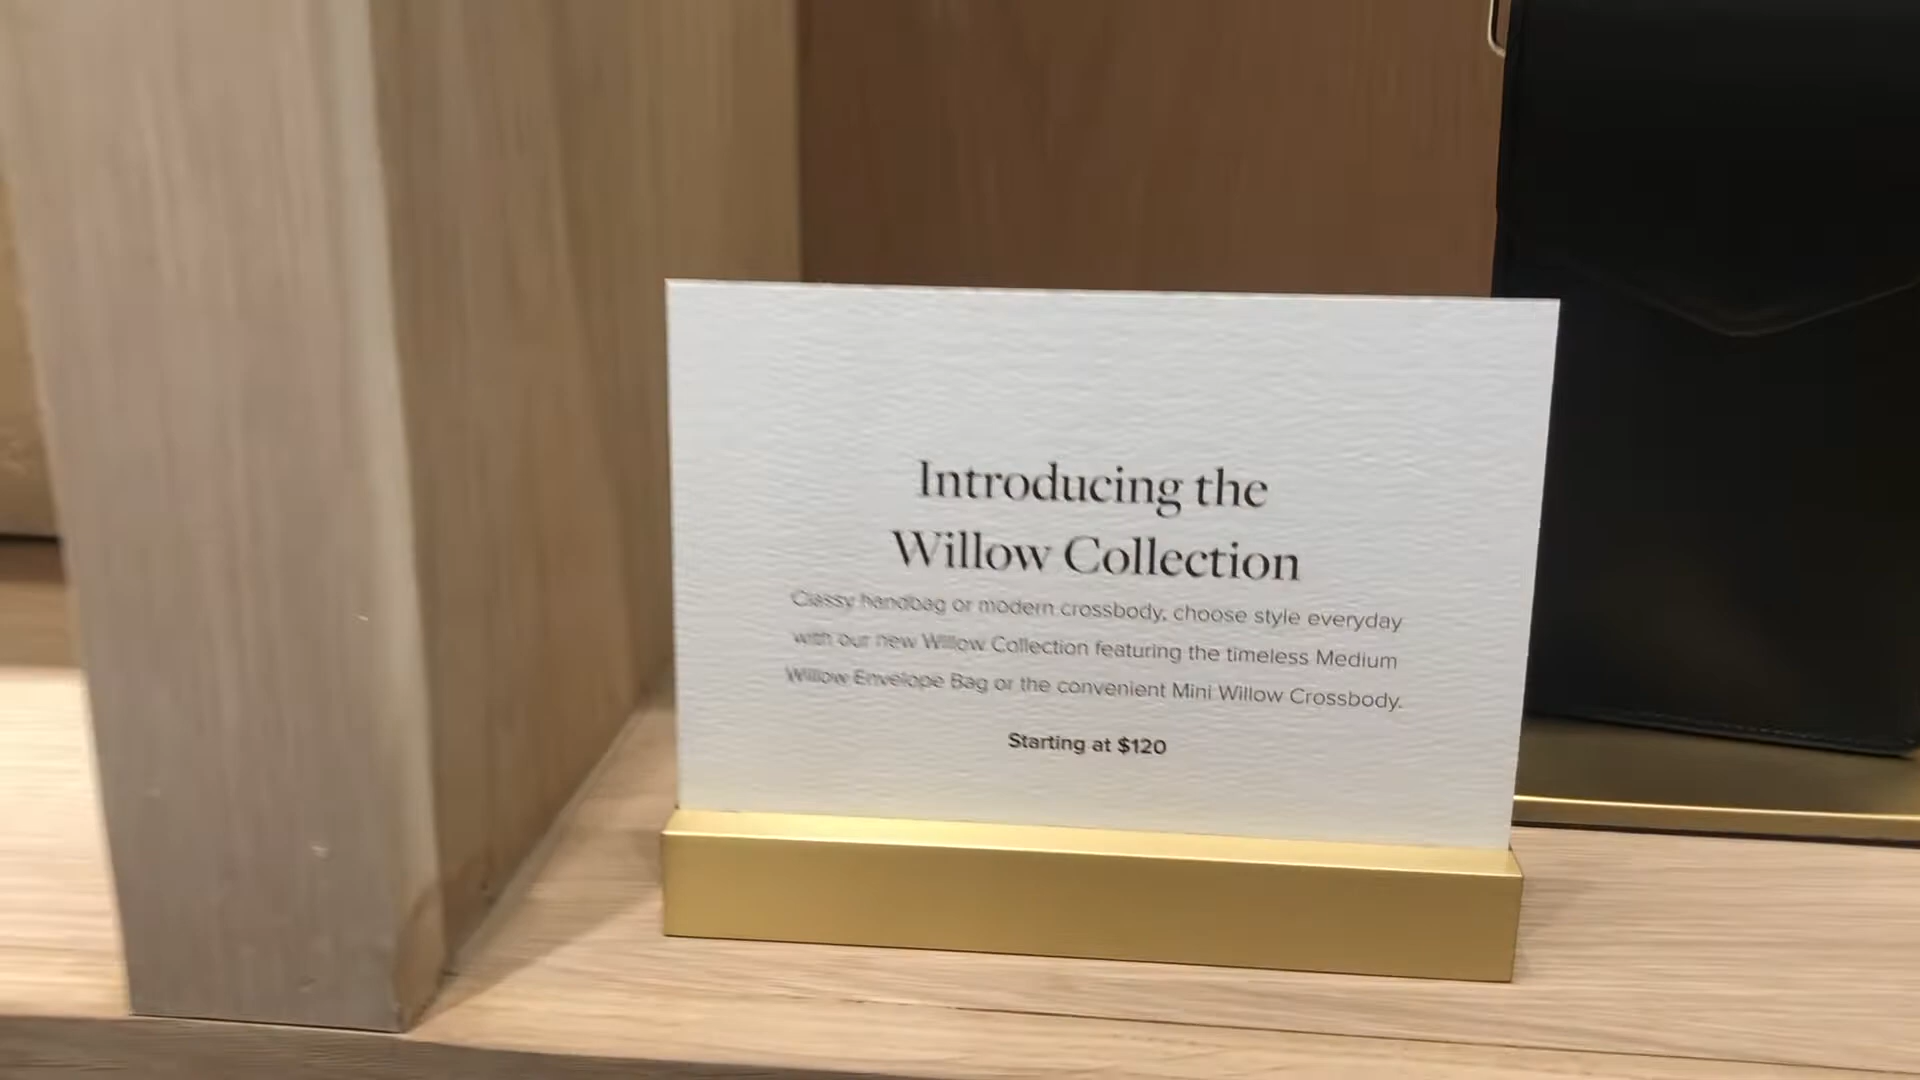 Introducing the
Willow Collection
Classy handbag or modern crossbody, choose style everyday
with our new Willow Collection featuring the timeless Medium
Willow Envelope Bag or the convenient Mini Willow Crossbody.
Starting at $120